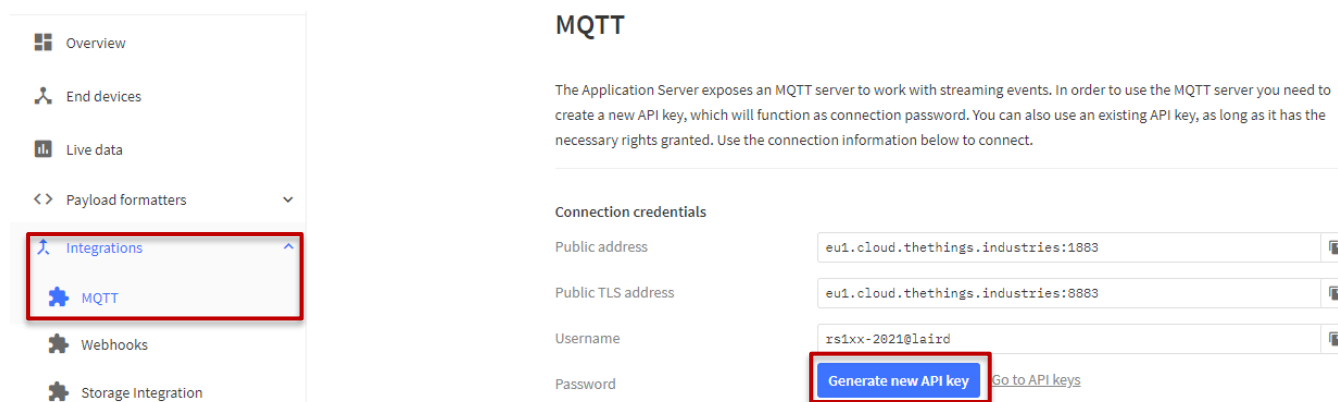 Overview
End devices
Live data
<> Payload formatters
Integrations
MQTT
Webhooks
Storage Integration
MQTT
The Application Server exposes an MQTT server to work with streaming events. In order to use the MQTT server you need to
create a new API key, which will function as connection password. You can also use an existing API key, as long as it has the
necessary rights granted. Use the connection information below to connect.
Connection credentials
Public address
eu1.cloud.thethings.industries:1883
Public TLS address
eu1.cloud.thethings.industries:8883
Username
rs1xx-2021@laird
Password
Generate new API key
Go to API keys